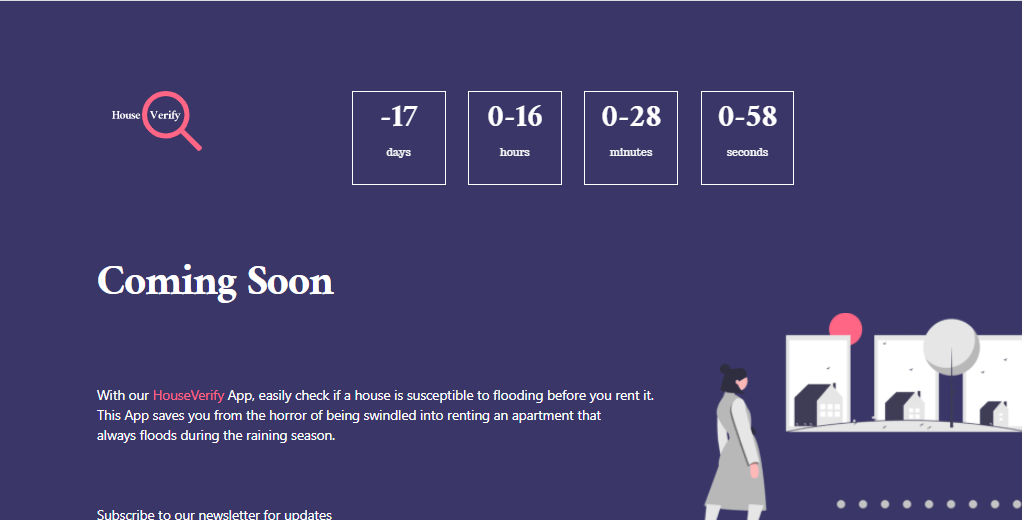 House Verify
-17 0-16 0-28 0-58
days hours minutes seconds
Coming Soon
With our HouseVerify App, easily check if a house is susceptible to flooding before you rent it.
This App saves you from the horror of being swindled into renting an apartment that
always floods during the raining season.
Subscribe to our newsletter for updates